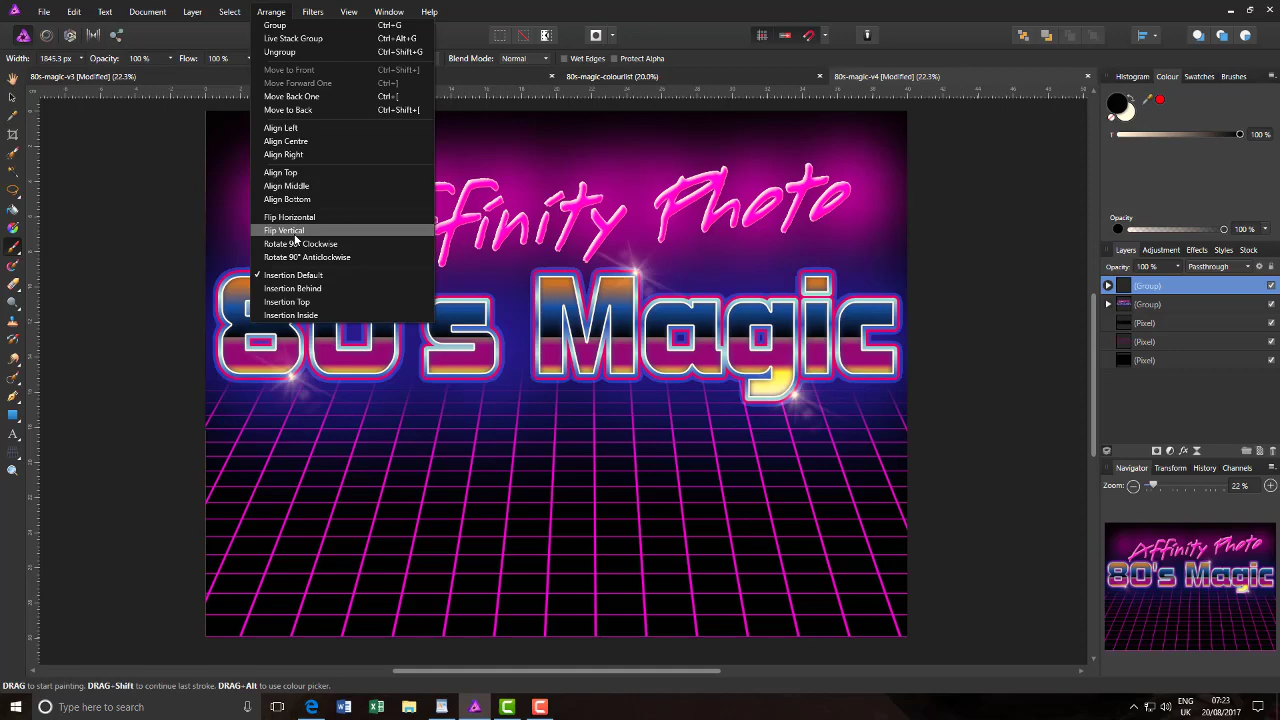 File Edit Text Document Layer Select Arrange Filters View Window Help
Width: 1845.3 px Opacity: 100 % Flow: 100 % Blend Mode: Normal Wet Edges Protect Alpha
80s-magic-v3 [Modified] (22.3%) 80s-magic-colourlist (20.0%) 80s-magic-v4 [Modified] (22.3%)
Group Ctrl+G
Live Stack Group Ctrl+Alt+G
Ungroup Ctrl+Shift+G
Move to Front Ctrl+Shift+]
Move Forward One Ctrl+]
Move Back One Ctrl+[
Move to Back Ctrl+Shift+[
Align Left
Align Centre
Align Right
Align Top
Align Middle
Align Bottom
Flip Horizontal
Flip Vertical
Rotate 90° Clockwise
Rotate 90° Anticlockwise
Insertion Default
Insertion Behind
Insertion Top
Insertion Inside
Affinity Photo
80's Magic
Histogram Colour Swatches Brushes
100 %
Opacity
100 %
Layers Adjustment Effects Styles Stock
Opacity: 100 % Passthrough
(Group)
(Group)
(Pixel)
(Pixel)
(Pixel)
Navigator Transform History Channels
Zoom: 22 %
Affinity Photo
80's Magic
DRAG to start painting. DRAG+Shift to continue last stroke. DRAG+Alt to use colour picker.
Type here to search
ENG
UK
07:23
20/08/2017